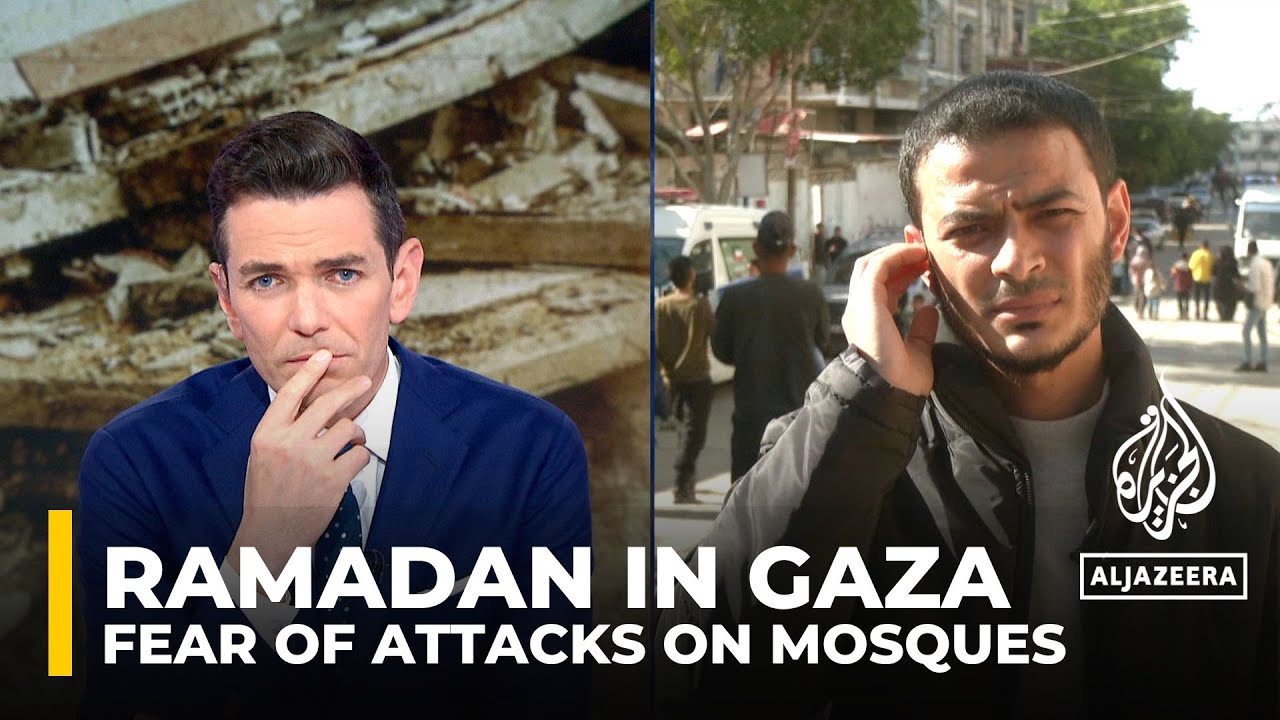 RAMADAN IN GAZA
FEAR OF ATTACKS ON MOSQUES
الجزيرة
ALJAZEERA